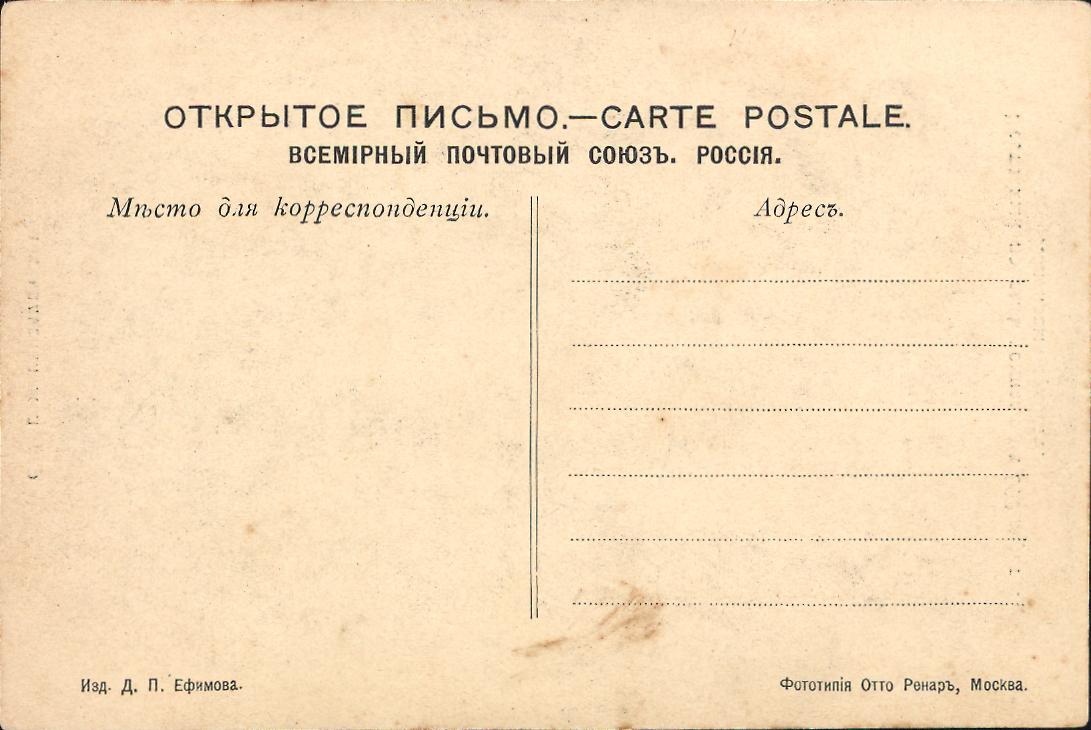 ОТКРЫТОЕ ПИСЬМО.—CARTE POSTALE.
ВСЕМІРНЫЙ ПОЧТОВЫЙ СОЮЗЪ. РОССІЯ.
Мѣсто для корреспонденціи.
Адресъ.
Изд. Д. П. Ефимова.
Фототипія Отто Ренаръ, Москва.